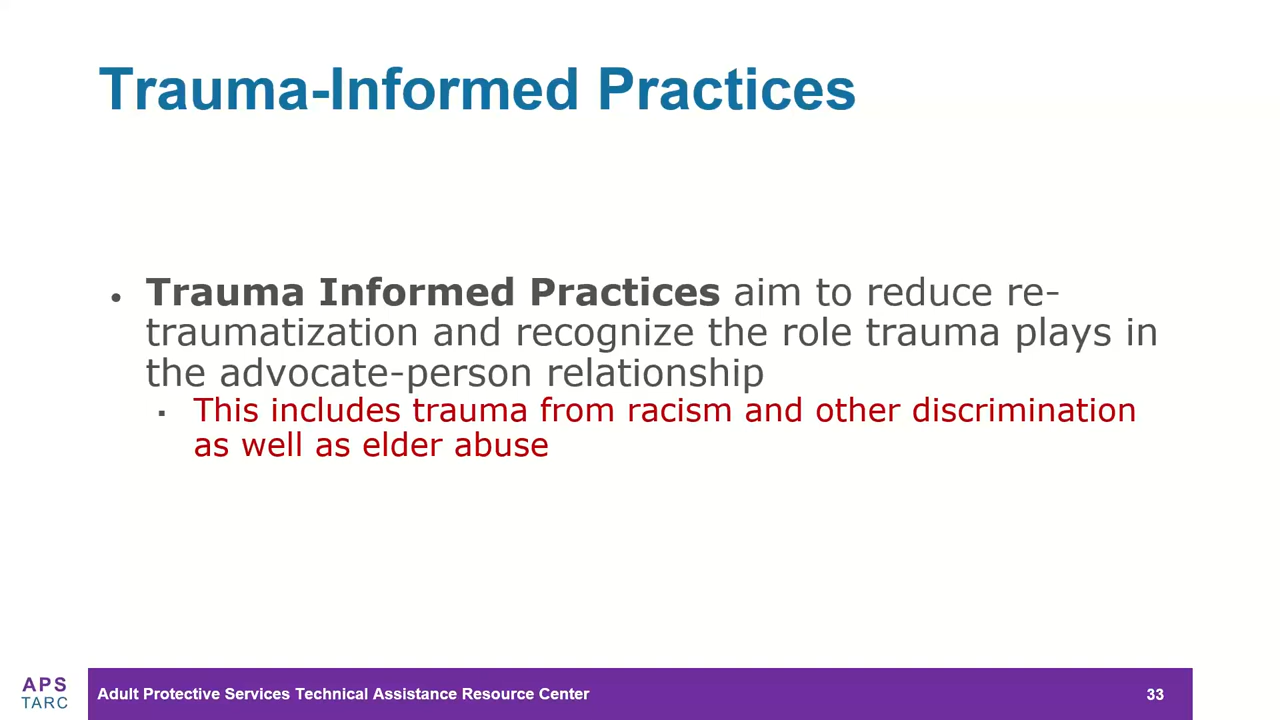 Trauma-Informed Practices
• Trauma Informed Practices aim to reduce re-
traumatization and recognize the role trauma plays in
the advocate-person relationship
▪ This includes trauma from racism and other discrimination
as well as elder abuse
APS
TARC
Adult Protective Services Technical Assistance Resource Center
33